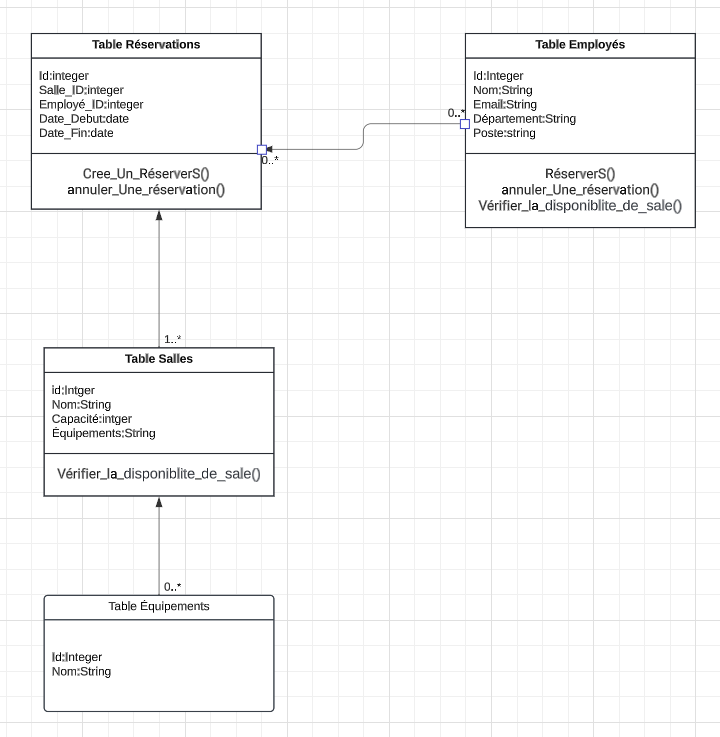 Table Réservations
Id:integer
Salle_ID:integer
Employé_ID:integer
Date_Debut:date
Date_Fin:date
Cree_Un_RéserverS()
annuler_Une_réservation()
0..*
0..*
Table Employés
Id:Integer
Nom:String
Email:String
Département:String
Poste:string
RéserverS()
annuler_Une_réservation()
Vérifier_la_disponiblite_de_sale()
1..*
Table Salles
id:Intger
Nom:String
Capacité:intger
Équipements:String
Vérifier_la_disponiblite_de_sale()
0..*
Table Équipements
Id:Integer
Nom:String